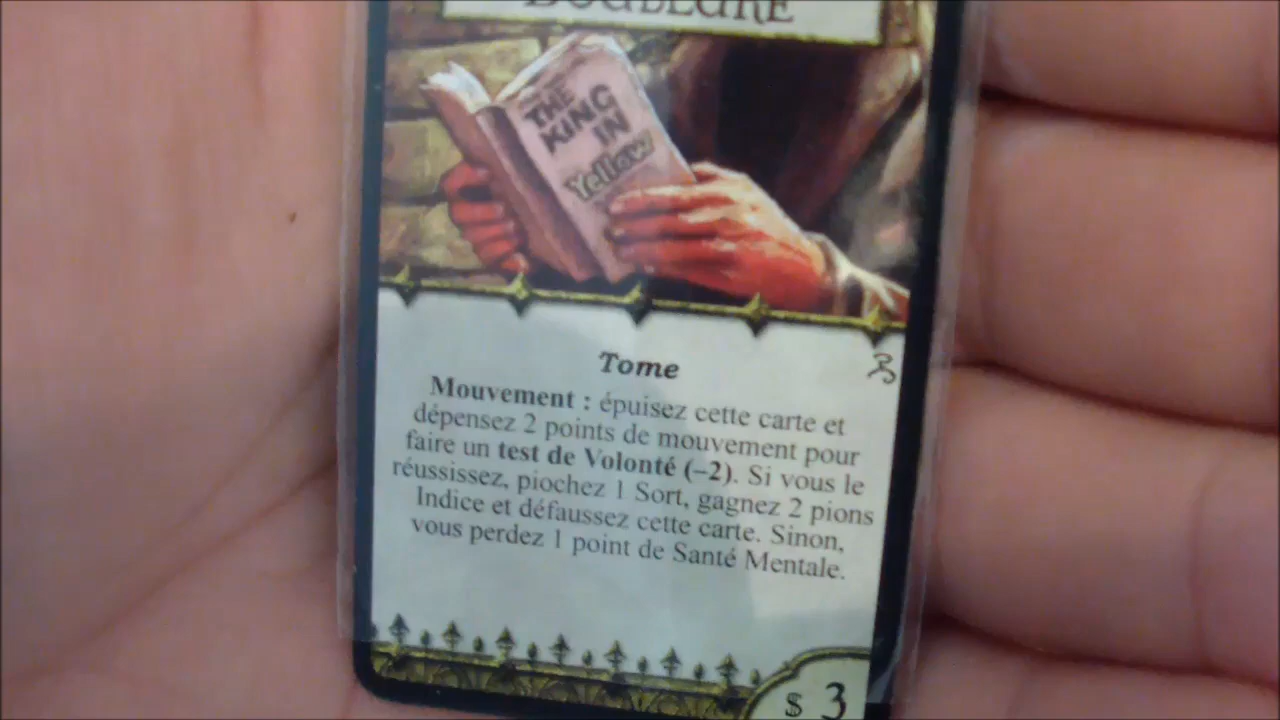 THE
KING
IN
Yellow
Tome
Mouvement : épuisez cette carte et
dépensez 2 points de mouvement pour
faire un test de Volonté (–2). Si vous le
réussissez, piochez 1 Sort, gagnez 2 pions
Indice et défaussez cette carte. Sinon,
vous perdez 1 point de Santé Mentale.
$ 3